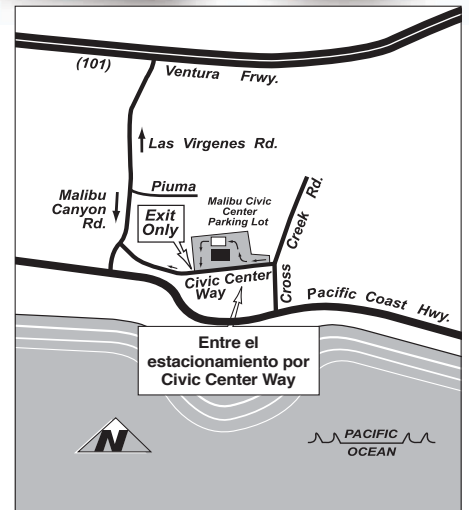 (101)
Ventura Frwy.
Las Virgenes Rd.
Malibu
Canyon
Rd.
Piuma
Exit
Only
Malibu Civic
Center
Parking Lot
Cross Creek Rd.
Civic Center
Way
Pacific Coast Hwy.
Entre el
estacionamiento por
Civic Center Way
N
PACIFIC
OCEAN